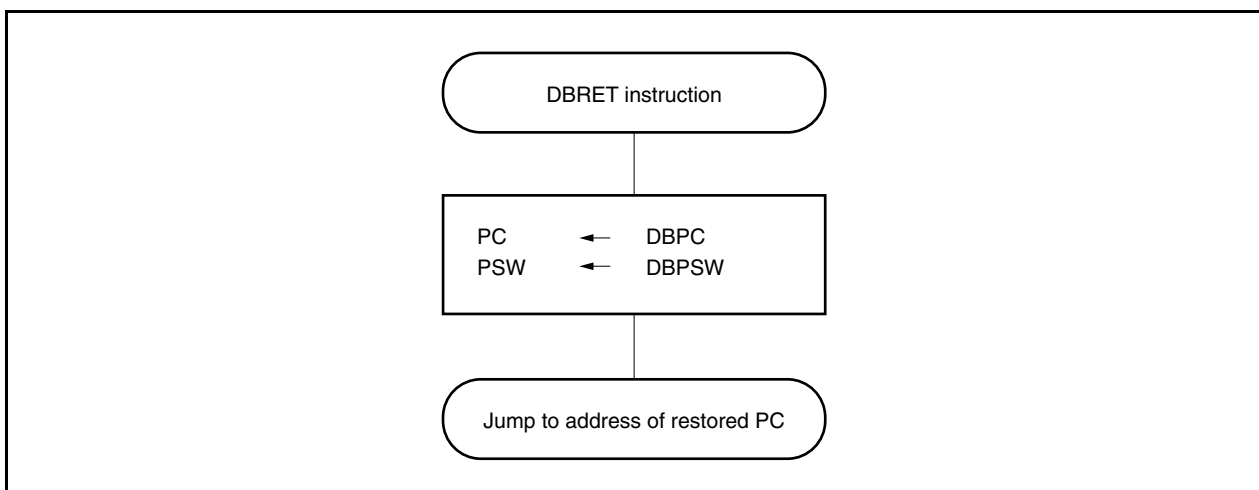 DBRET instruction
PC ← DBPC
PSW ← DBPSW
Jump to address of restored PC